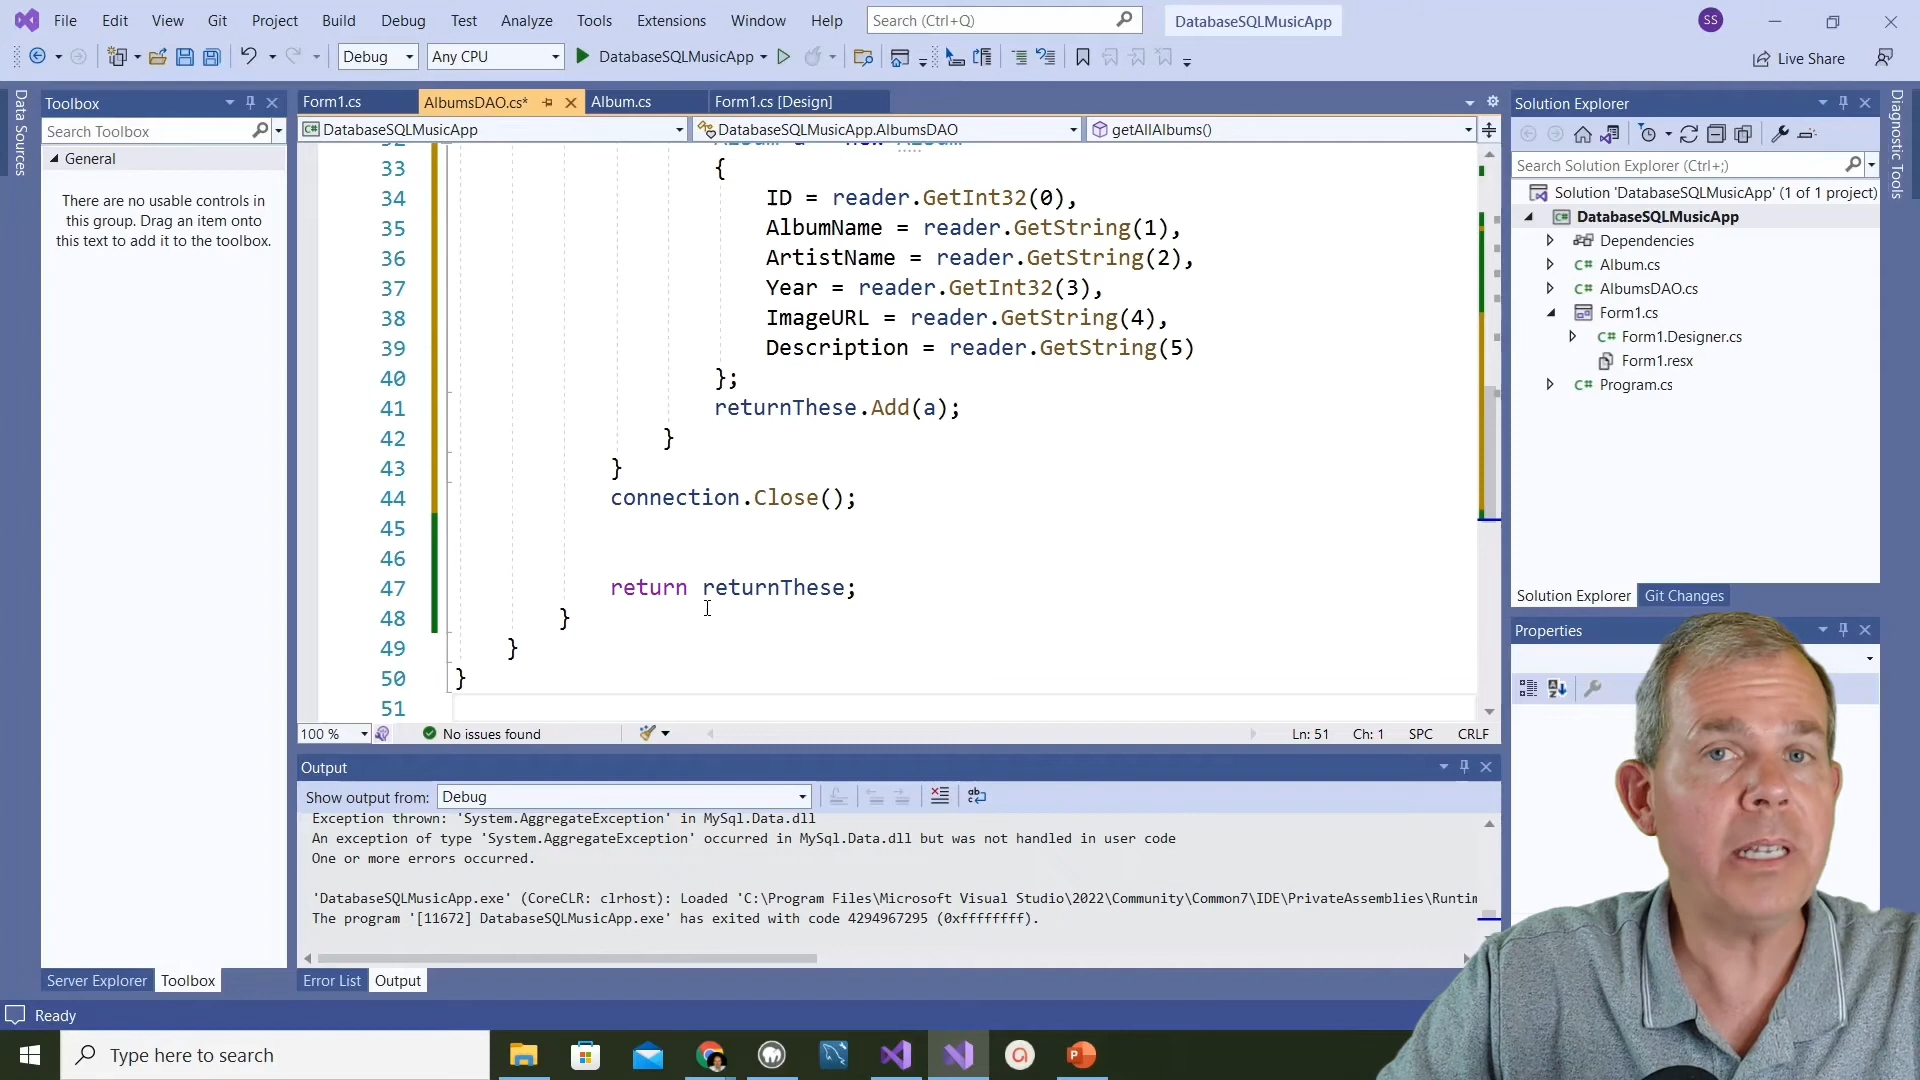 File Edit View Git Project Build Debug Test Analyze Tools Extensions Window Help Search (Ctrl+Q) DatabaseSQLMusicApp SS
Debug Any CPU DatabaseSQLMusicApp Live Share
Data Sources
Toolbox
Search Toolbox
General
There are no usable controls in
this group. Drag an item onto
this text to add it to the toolbox.
Server Explorer Toolbox
Form1.cs AlbumsDAO.cs* Album.cs Form1.cs [Design]
DatabaseSQLMusicApp DatabaseSQLMusicApp.AlbumsDAO getAllAlbums()
33 {
34 ID = reader.GetInt32(0),
35 AlbumName = reader.GetString(1),
36 ArtistName = reader.GetString(2),
37 Year = reader.GetInt32(3),
38 ImageURL = reader.GetString(4),
39 Description = reader.GetString(5)
40 };
41 returnThese.Add(a);
42 }
43 }
44 connection.Close();
45
46
47 return returnThese;
48 }
49 }
50 }
51
100 % No issues found Ln: 51 Ch: 1 SPC CRLF
Output
Show output from: Debug
Exception thrown: 'System.AggregateException' in MySql.Data.dll
An exception of type 'System.AggregateException' occurred in MySql.Data.dll but was not handled in user code
One or more errors occurred.
'DatabaseSQLMusicApp.exe' (CoreCLR: clrhost): Loaded 'C:\Program Files\Microsoft Visual Studio\2022\Community\Common7\IDE\PrivateAssemblies\Runtim
The program '[11672] DatabaseSQLMusicApp.exe' has exited with code 4294967295 (0xffffffff).
Error List Output
Solution Explorer
Search Solution Explorer (Ctrl+;)
Solution 'DatabaseSQLMusicApp' (1 of 1 project)
DatabaseSQLMusicApp
Dependencies
Album.cs
AlbumsDAO.cs
Form1.cs
Form1.Designer.cs
Form1.resx
Program.cs
Solution Explorer Git Changes
Properties
Diagnostic Tools
Ready
Type here to search